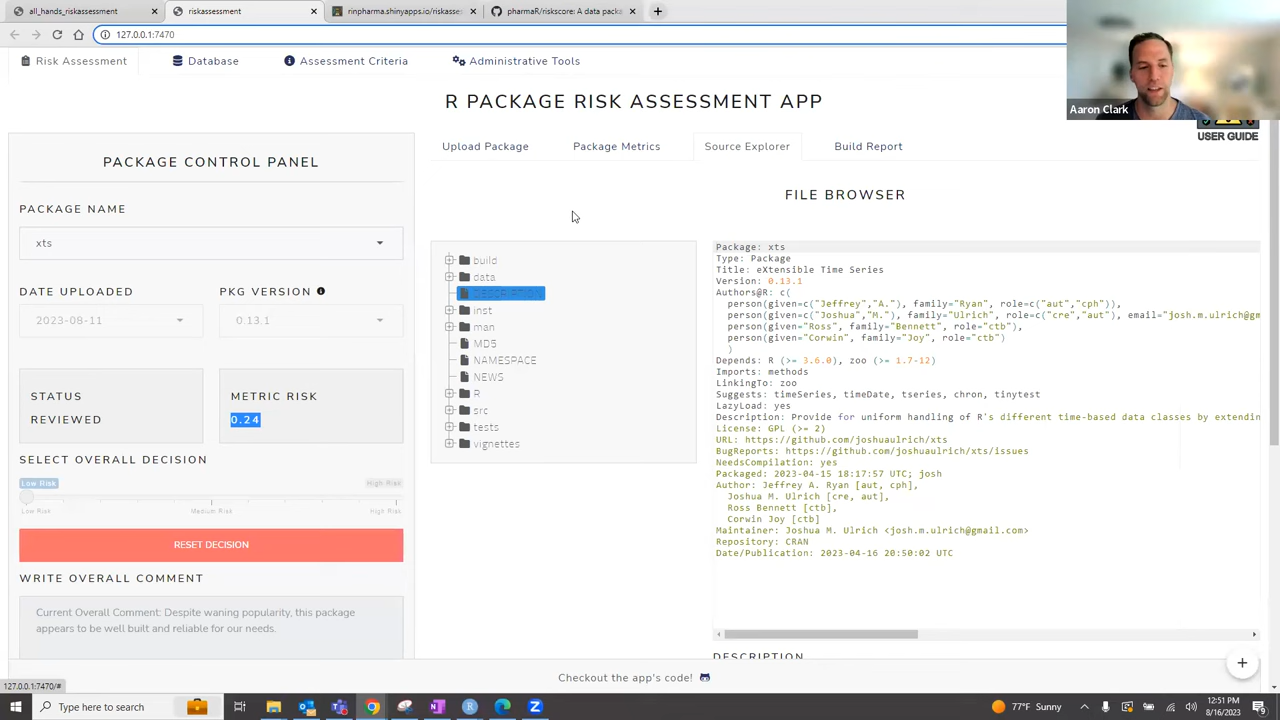 all_h4wrs
riskassessment
rinpharma.shinyapps.io/riskasse
pharmar/riskscore: A data packa
127.0.0.1:7470
Risk Assessment
Database
Assessment Criteria
Administrative Tools
Aaron Clark
R PACKAGE RISK ASSESSMENT APP
USER GUIDE
PACKAGE CONTROL PANEL
Upload Package
Package Metrics
Source Explorer
Build Report
FILE BROWSER
PACKAGE NAME
xts
DATE UPLOADED
PKG VERSION
2023-08-11
0.13.1
STATUS
REVIEWED
METRIC RISK
0.24
SELECT OVERALL DECISION
Low Risk
High Risk
Low Risk
Medium Risk
High Risk
RESET DECISION
WRITE OVERALL COMMENT
Current Overall Comment: Despite waning popularity, this package
appears to be well built and reliable for our needs.
build
data
DESCRIPTION
inst
man
MD5
NAMESPACE
NEWS
R
src
tests
vignettes
Package: xts
Type: Package
Title: eXtensible Time Series
Version: 0.13.1
Authors@R: c(
person(given=c("Jeffrey","A."), family="Ryan", role=c("aut","cph")),
person(given=c("Joshua","M."), family="Ulrich", role=c("cre","aut"), email="josh.m.ulrich@gm
person(given="Ross", family="Bennett", role="ctb"),
person(given="Corwin", family="Joy", role="ctb")
)
Depends: R (>= 3.6.0), zoo (>= 1.7-12)
Imports: methods
LinkingTo: zoo
Suggests: timeSeries, timeDate, tseries, chron, tinytest
LazyLoad: yes
Description: Provide for uniform handling of R's different time-based data classes by extendin
License: GPL (>= 2)
URL: https://github.com/joshuaulrich/xts
BugReports: https://github.com/joshuaulrich/xts/issues
NeedsCompilation: yes
Packaged: 2023-04-15 18:17:57 UTC; josh
Author: Jeffrey A. Ryan [aut, cph],
Joshua M. Ulrich [cre, aut],
Ross Bennett [ctb],
Corwin Joy [ctb]
Maintainer: Joshua M. Ulrich <josh.m.ulrich@gmail.com>
Repository: CRAN
Date/Publication: 2023-04-16 20:50:02 UTC
DESCRIPTION
Checkout the app's code!
127.0.0.1:7470/#
Type here to search
77°F Sunny
12:51 PM
8/16/2023